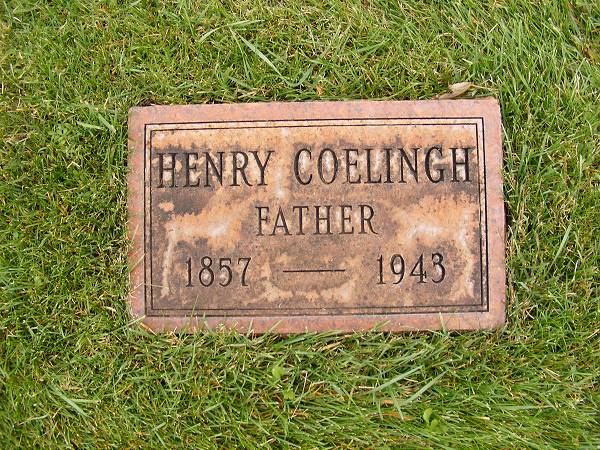 HENRY COELINGH
FATHER
1857 — 1943